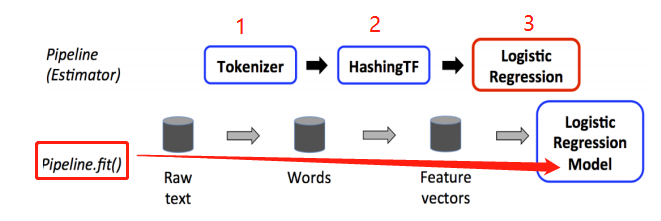 1 2 3
Pipeline
(Estimator)
Tokenizer
HashingTF
Logistic
Regression
Pipeline.fit()
Raw
text
Words
Feature
vectors
Logistic
Regression
Model